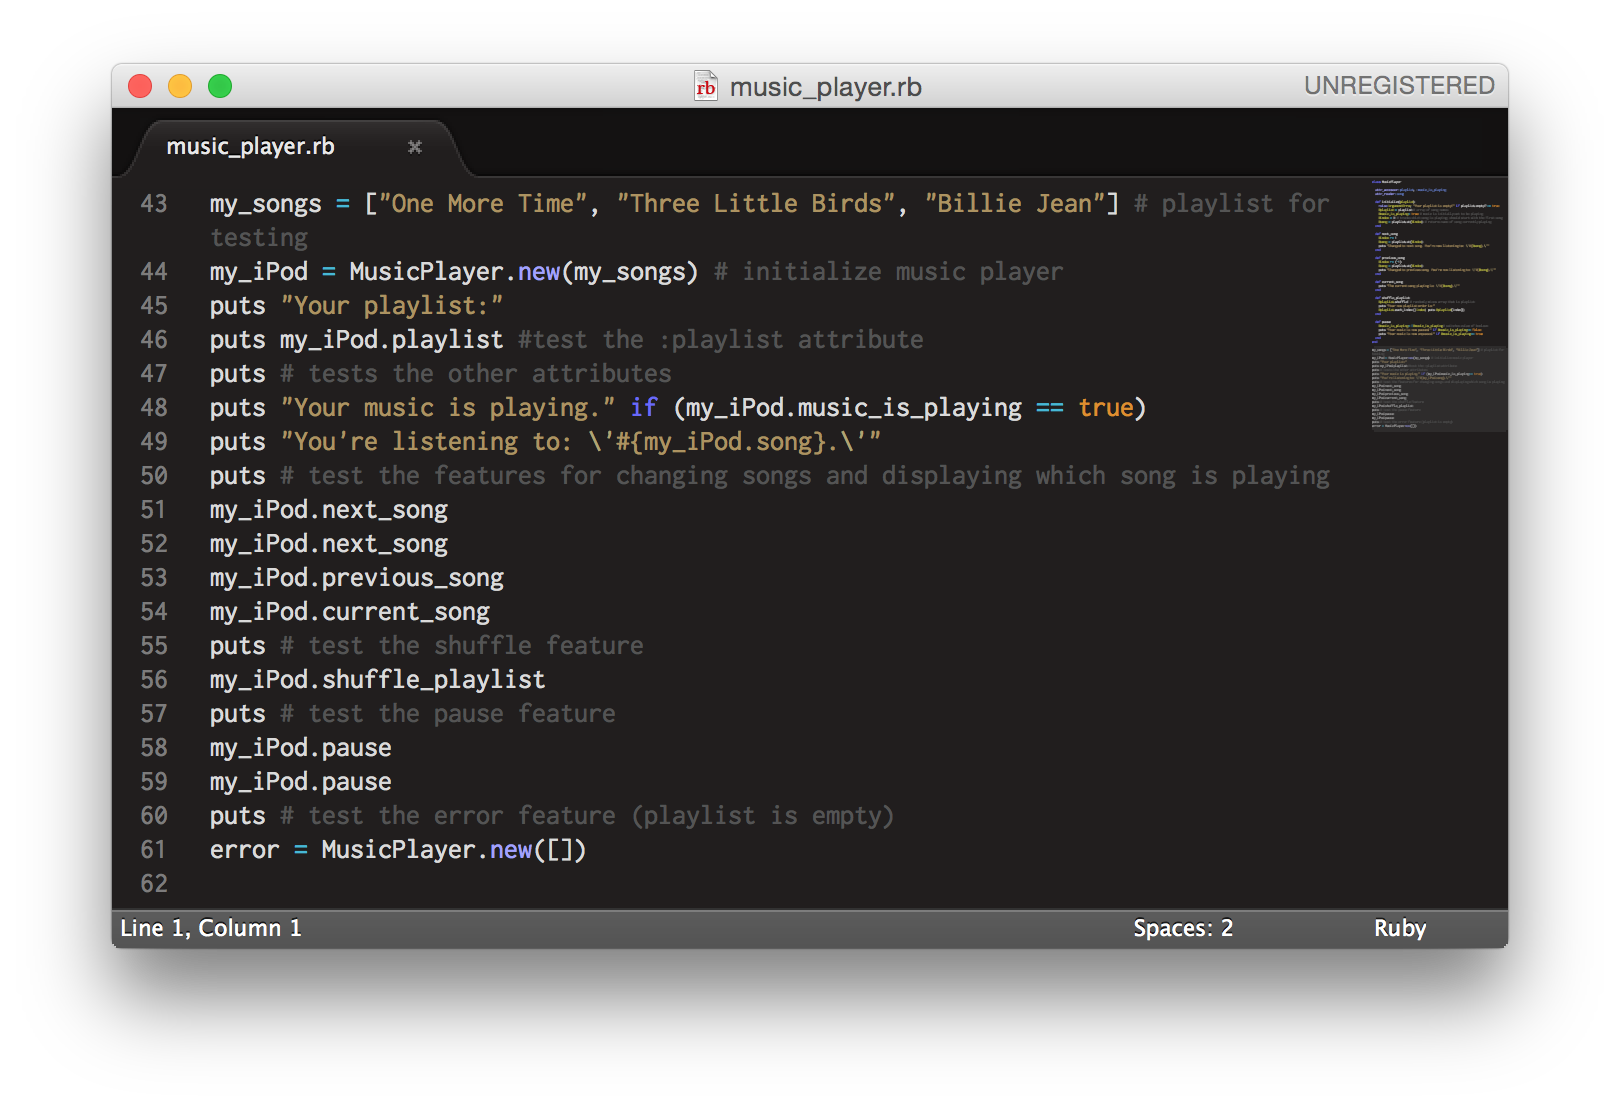 rb music_player.rb UNREGISTERED
music_player.rb ×
43 my_songs = ["One More Time", "Three Little Birds", "Billie Jean"] # playlist for
testing
44 my_iPod = MusicPlayer.new(my_songs) # initialize music player
45 puts "Your playlist:"
46 puts my_iPod.playlist #test the :playlist attribute
47 puts # tests the other attributes
48 puts "Your music is playing." if (my_iPod.music_is_playing == true)
49 puts "You're listening to: \'#{my_iPod.song}.\'"
50 puts # test the features for changing songs and displaying which song is playing
51 my_iPod.next_song
52 my_iPod.next_song
53 my_iPod.previous_song
54 my_iPod.current_song
55 puts # test the shuffle feature
56 my_iPod.shuffle_playlist
57 puts # test the pause feature
58 my_iPod.pause
59 my_iPod.pause
60 puts # test the error feature (playlist is empty)
61 error = MusicPlayer.new([])
62
Line 1, Column 1 Spaces: 2 Ruby